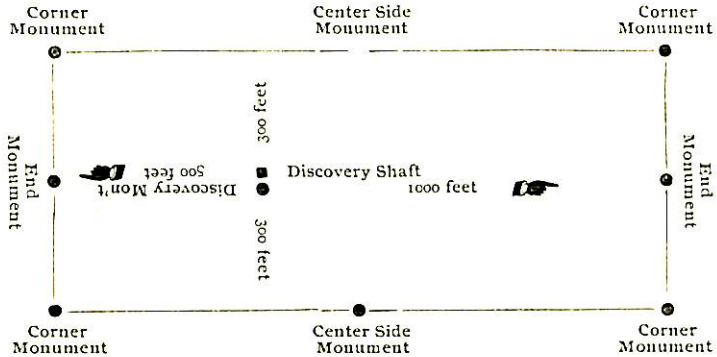 Corner
Monument
Center Side
Monument
Corner
Monument
300 feet
End
Monument
500 feet
Discovery Mon't
Discovery Shaft
1000 feet
End
Monument
300 feet
Corner
Monument
Center Side
Monument
Corner
Monument